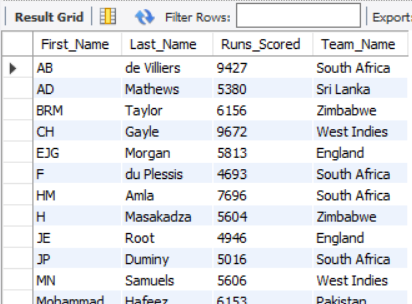 Result Grid Filter Rows: Export:
First_Name Last_Name Runs_Scored Team_Name
AB de Villiers 9427 South Africa
AD Mathews 5380 Sri Lanka
BRM Taylor 6156 Zimbabwe
CH Gayle 9672 West Indies
EJG Morgan 5813 England
F du Plessis 4693 South Africa
HM Amla 7696 South Africa
H Masakadza 5604 Zimbabwe
JE Root 4946 England
JP Duminy 5016 South Africa
MN Samuels 5606 West Indies
Mohammad Hafeez 6153 Pakistan